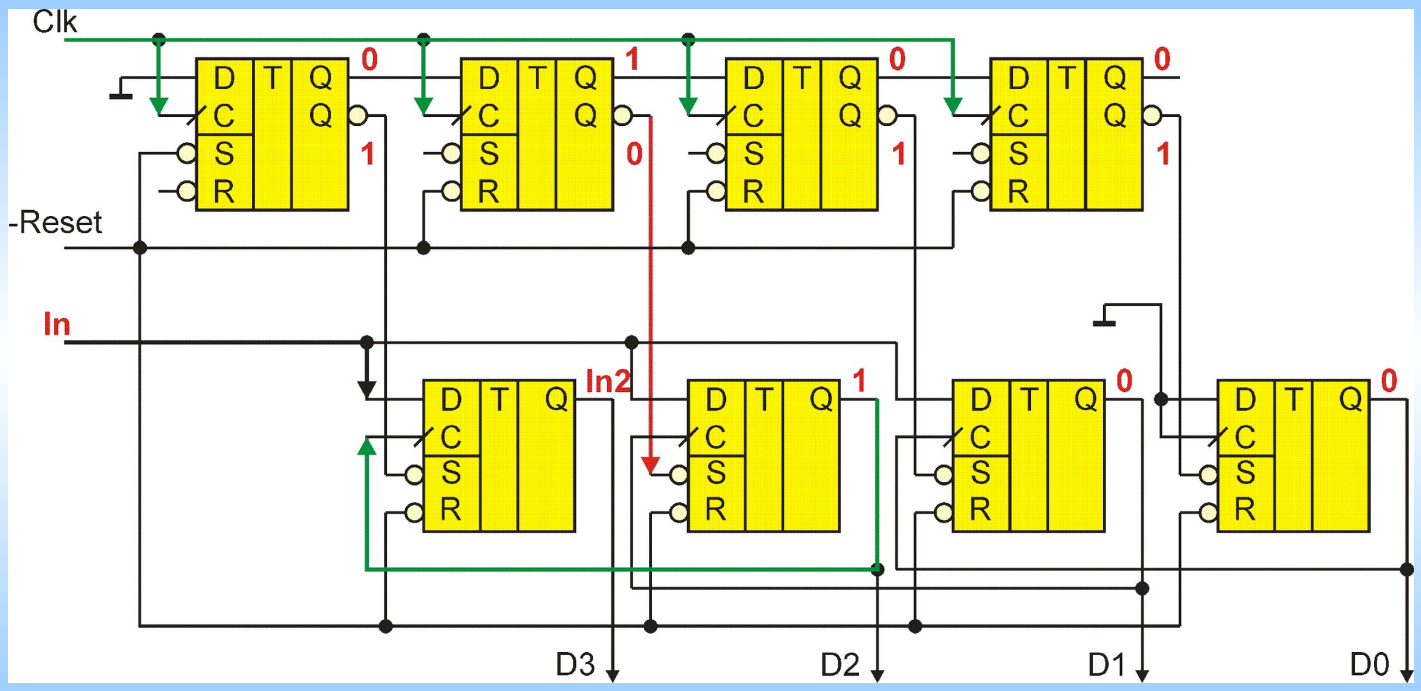 Clk
D T Q 0 D T Q 1 D T Q 0 D T Q 0
C Q C Q C Q C Q
S 1 S 0 S 1 S 1
R R R R
-Reset
In
D T Q In2 D T Q 1 D T Q 0 D T Q 0
C C C C
S S S S
R R R R
D3 D2 D1 D0